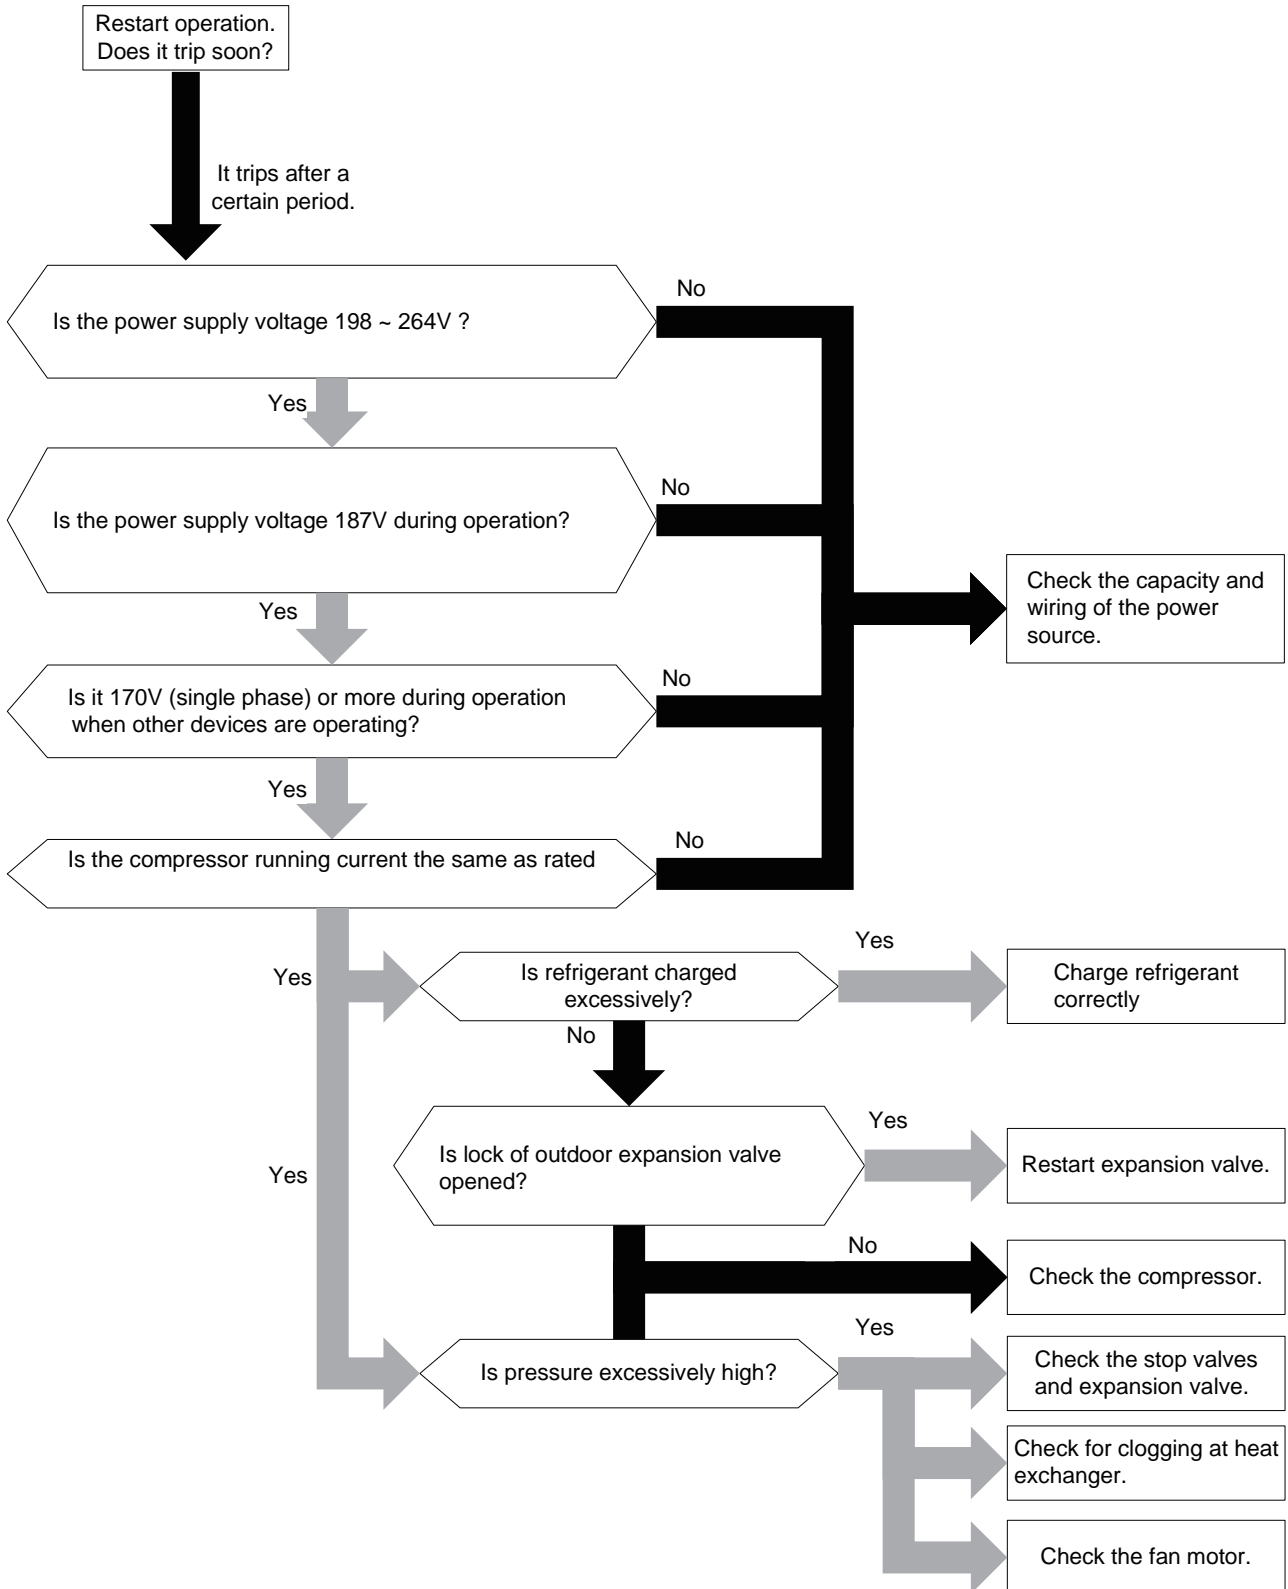 Restart operation.
Does it trip soon?
It trips after a
certain period.
No
Is the power supply voltage 198 ~ 264V ?
Yes
No
Is the power supply voltage 187V during operation?
Check the capacity and
wiring of the power
source.
Yes
No
Is it 170V (single phase) or more during operation
when other devices are operating?
Yes
No
Is the compressor running current the same as rated
Yes
Yes
Is refrigerant charged
excessively?
Charge refrigerant
correctly
No
Yes
Is lock of outdoor expansion valve
opened?
Restart expansion valve.
Yes
No
Check the compressor.
Yes
Is pressure excessively high?
Check the stop valves
and expansion valve.
Check for clogging at heat
exchanger.
Check the fan motor.